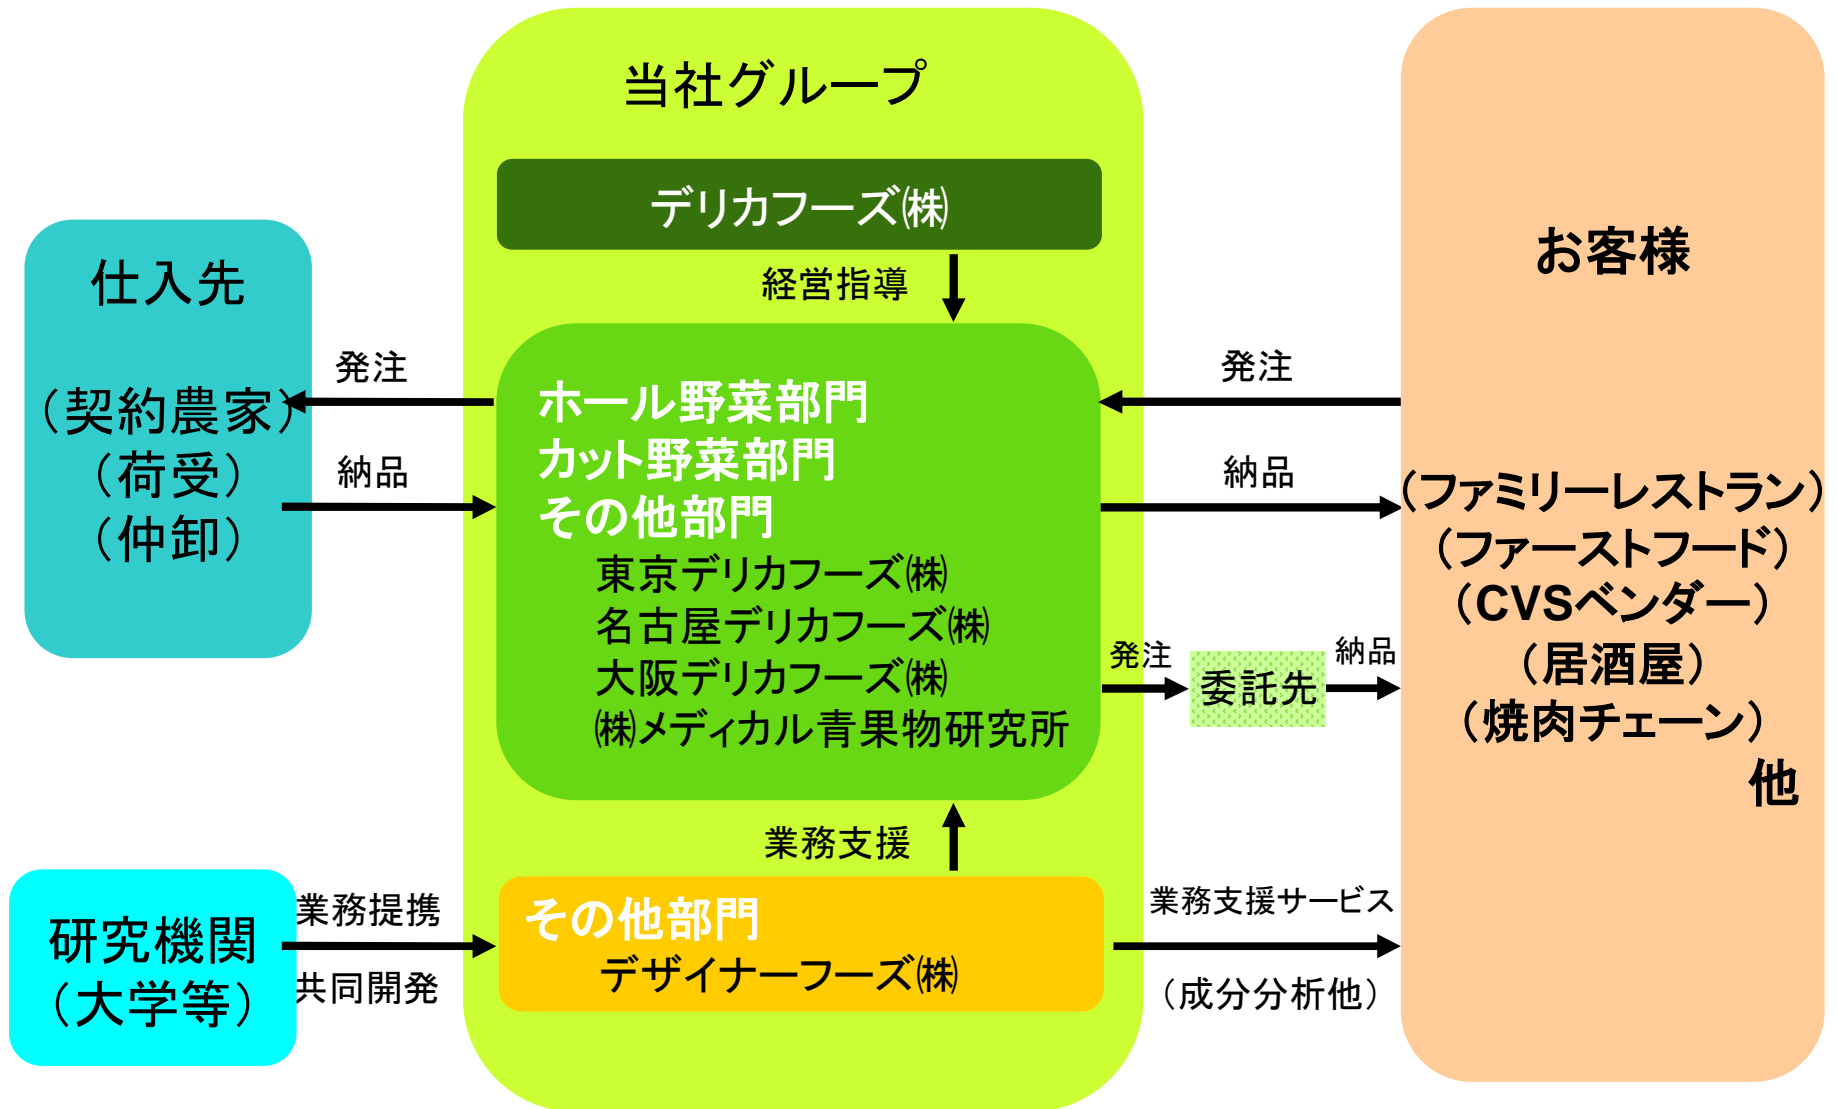 当社グループ
デリカフーズ㈱
経営指導
仕入先
（契約農家）
（荷受）
（仲卸）
発注
納品
ホール野菜部門
カット野菜部門
その他部門
東京デリカフーズ㈱
名古屋デリカフーズ㈱
大阪デリカフーズ㈱
㈱メディカル青果物研究所
発注
納品
発注
委託先
納品
お客様
（ファミリーレストラン）
（ファーストフード）
（CVSベンダー）
（居酒屋）
（焼肉チェーン）
他
業務支援
研究機関
（大学等）
業務提携
共同開発
その他部門
デザイナーフーズ㈱
業務支援サービス
（成分分析他）